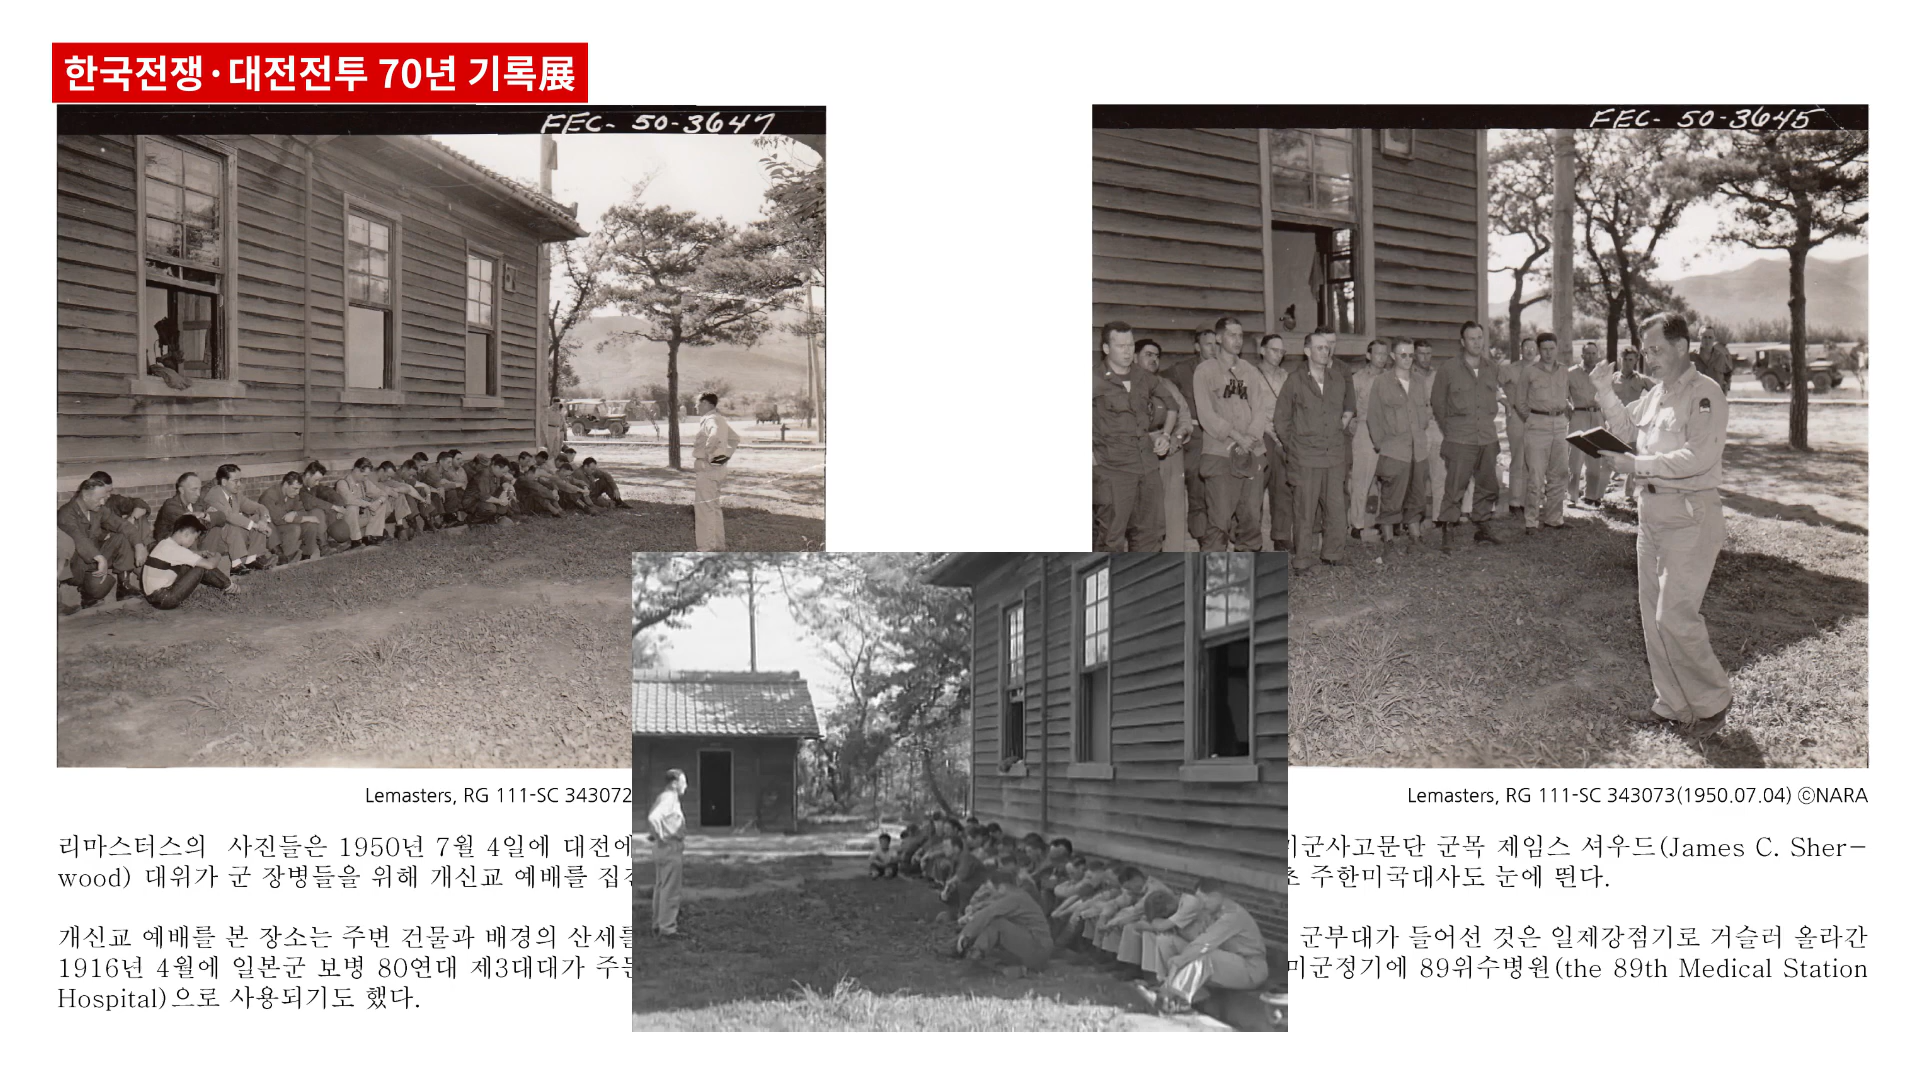 한국전쟁·대전전투 70년 기록展
FEC- 50-3647
FEC- 50-3645
Lemasters, RG 111-SC 343072
Lemasters, RG 111-SC 343073(1950.07.04) ⓒNARA
리마스터스의 사진들은 1950년 7월 4일에 대전에
군사고문단 군목 제임스 셔우드(James C. Sher-
wood) 대위가 군 장병들을 위해 개신교 예배를
주한미국대사도 눈에 띈다.
개신교 예배를 본 장소는 주변 건물과 배경의 산세를
군부대가 들어선 것은 일제강점기로 거슬러 올라간
1916년 4월에 일본군 보병 80연대 제3대대가
미군정기에 89위수병원(the 89th Medical Station
Hospital)으로 사용되기도 했다.